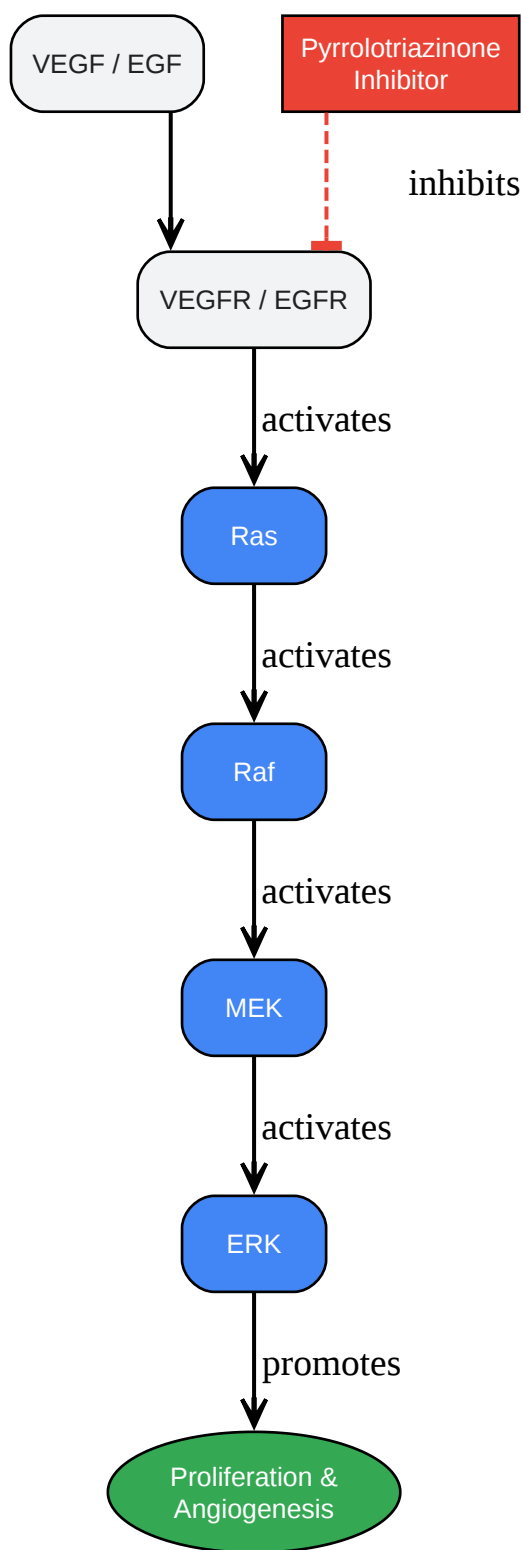 VEGF / EGF
Pyrrolotriazinone
Inhibitor
inhibits
VEGFR / EGFR
activates
Ras
activates
Raf
activates
MEK
activates
ERK
promotes
Proliferation &
Angiogenesis